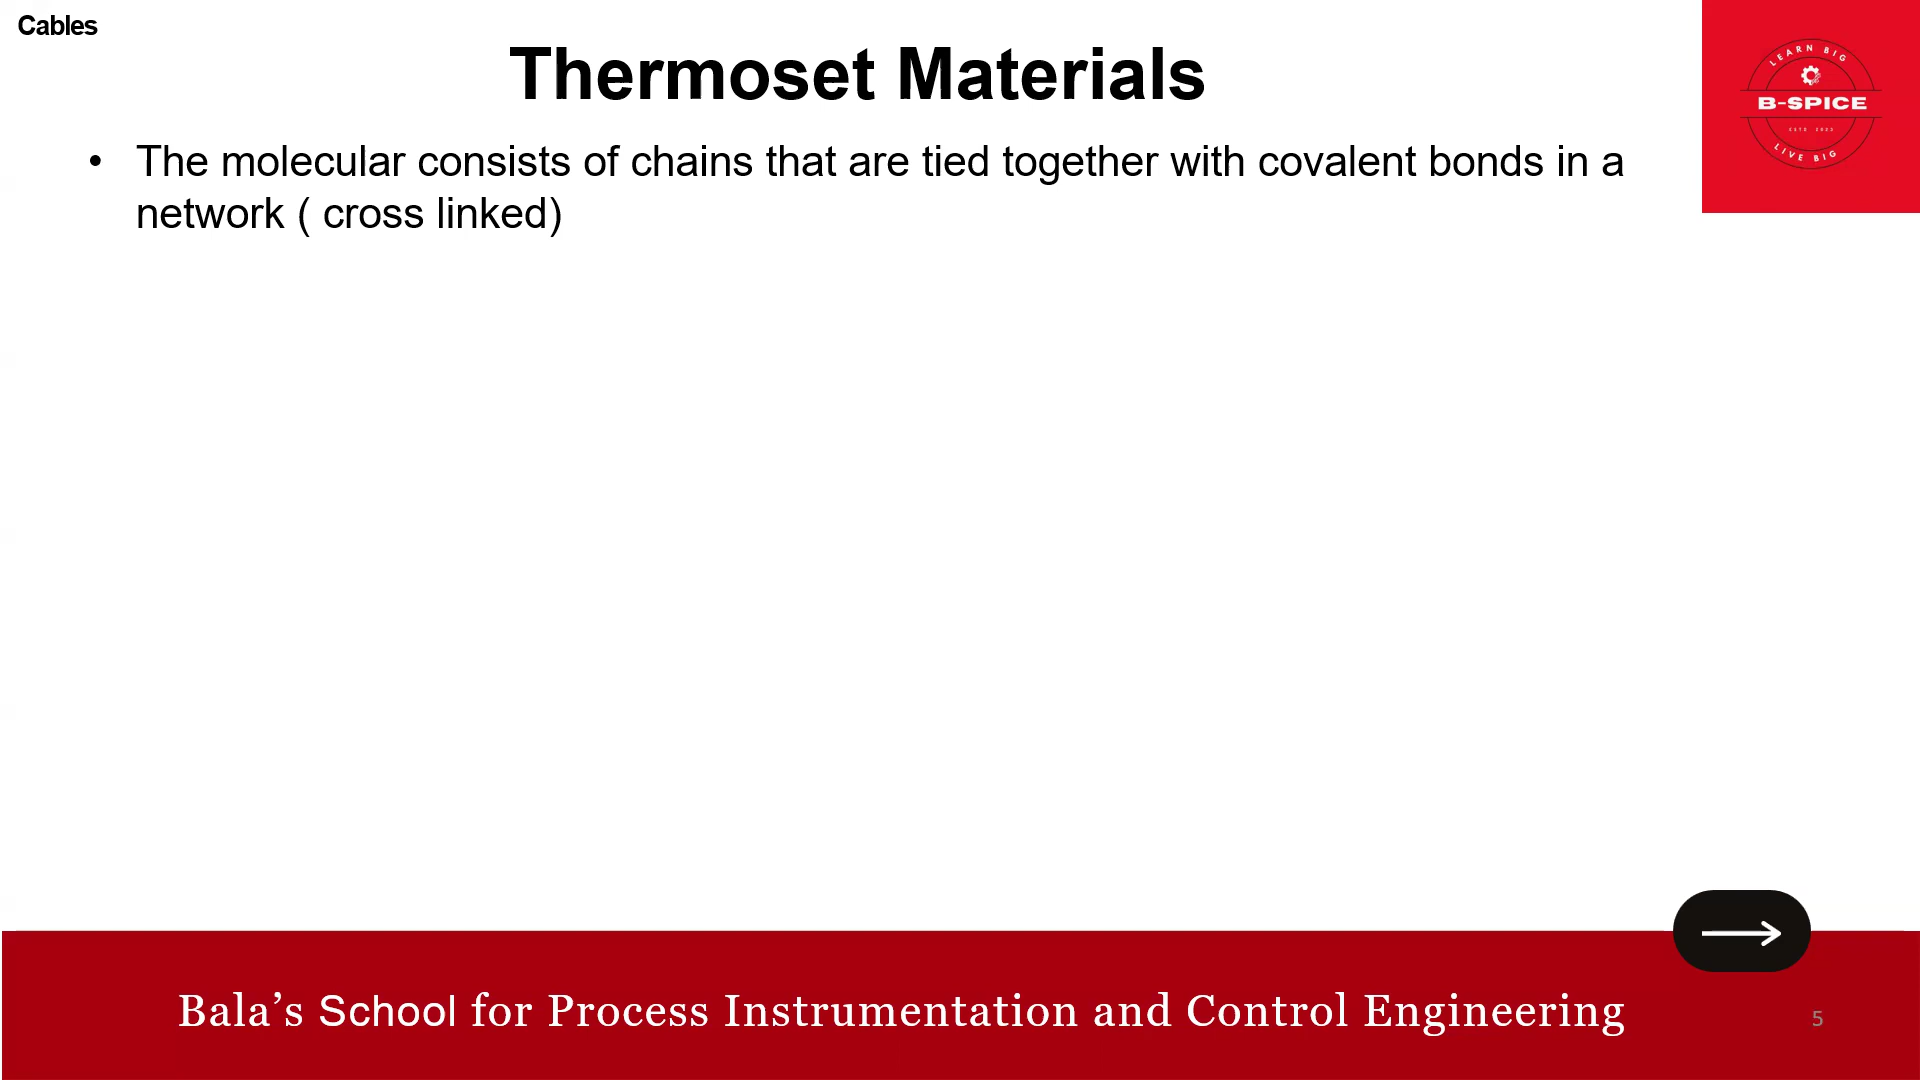 Cables
Thermoset Materials
• The molecular consists of chains that are tied together with covalent bonds in a
network ( cross linked)
LEARN BIG
B-SPICE
ESTD 2023
LIVE BIG
Bala’s School for Process Instrumentation and Control Engineering
5